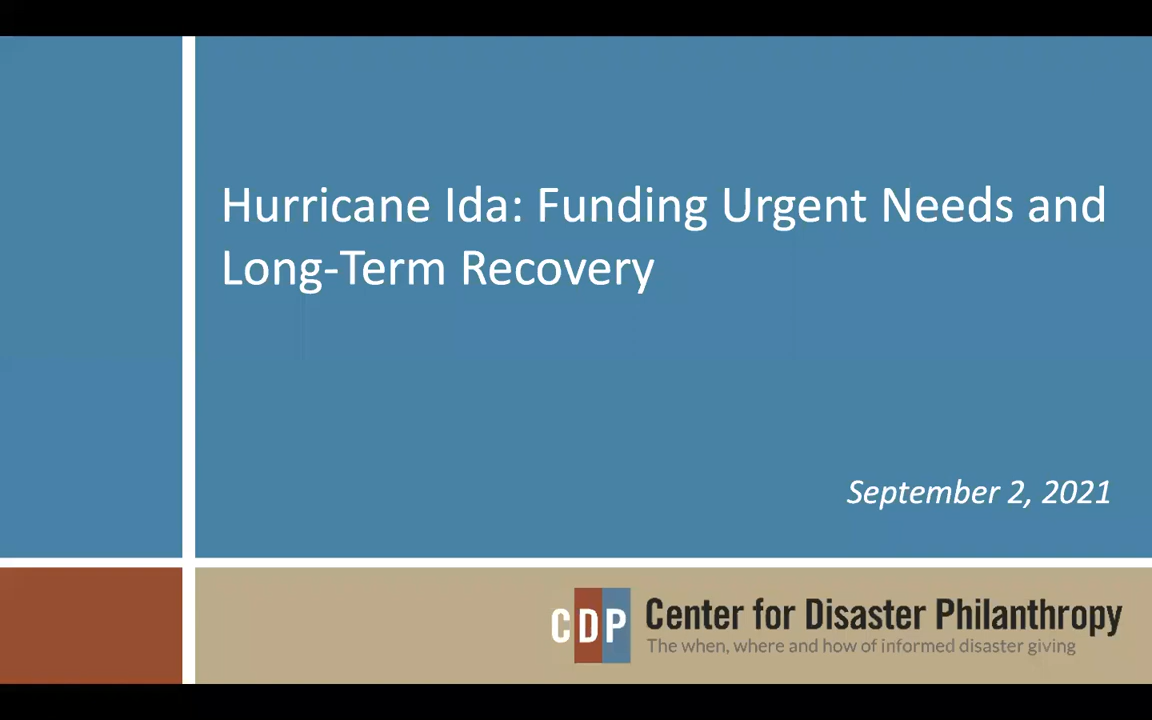 Hurricane Ida: Funding Urgent Needs and
Long-Term Recovery
September 2, 2021
CDP
Center for Disaster Philanthropy
The when, where and how of informed disaster giving